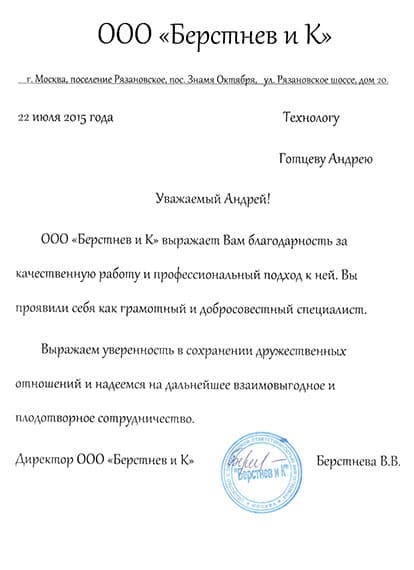 ООО «Берстнев и К»
г. Москва, поселение Рязановское, пос. Знамя Октября, ул. Рязановское шоссе, дом 20.
22 июля 2015 года Технологу
Готцеву Андрею
Уважаемый Андрей!
ООО «Берстнев и К» выражает Вам благодарность за
качественную работу и профессиональный подход к ней. Вы
проявили себя как грамотный и добросовестный специалист.
Выражаем уверенность в сохранении дружественных
отношений и надеемся на дальнейшее взаимовыгодное и
плодотворное сотрудничество.
Директор ООО «Берстнев и К» Берстнева В.В.
"Берстнев и К"
МОСКВА